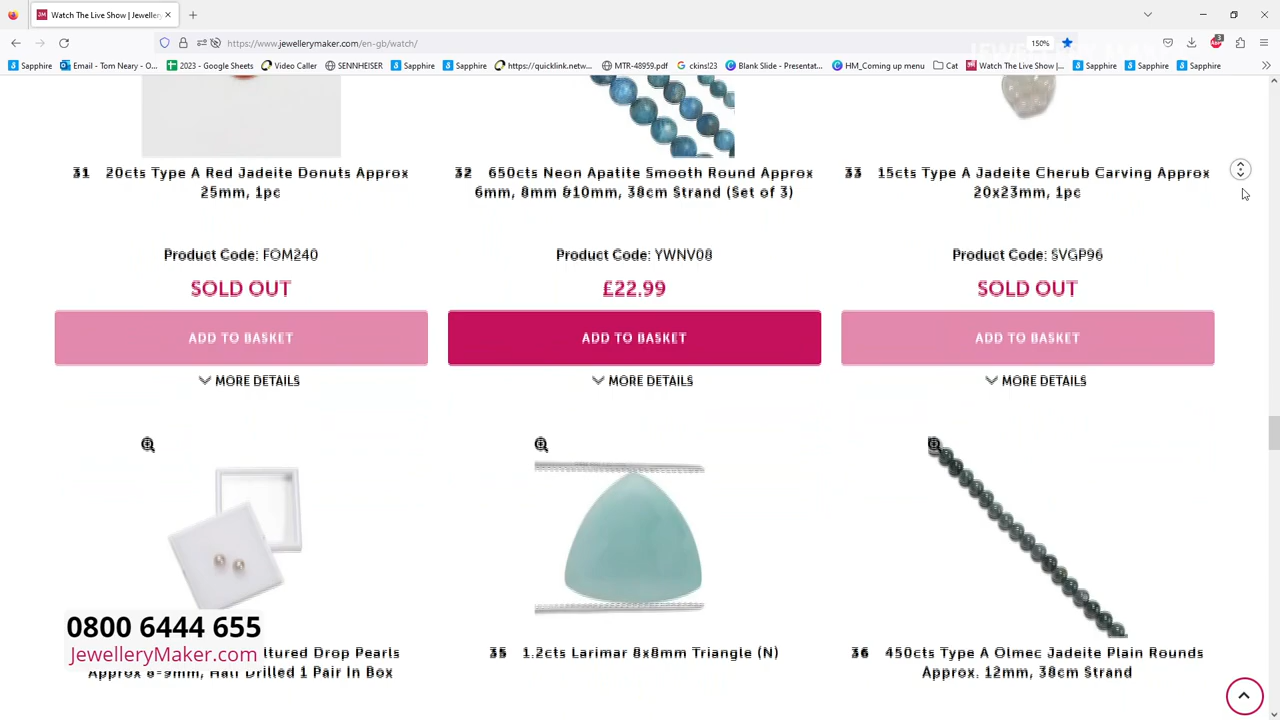 Watch The Live Show | Jeweller
https://www.jewellerymaker.com/en-gb/watch/
150%
3
Sapphire
Email - Tom Neary - O...
Sapphire
2023 - Google Sheets
Video Caller
SENNHEISER
Sapphire
Sapphire
https://quicklink.netw...
MTR-48959.pdf
ckins!23
Blank Slide - Presentat...
HM_Coming up menu
Cat
Watch The Live Show |...
Sapphire
Sapphire
Sapphire
31 20cts Type A Red Jadeite Donuts Approx
25mm, 1pc
Product Code: FOM240
SOLD OUT
ADD TO BASKET
MORE DETAILS
32 650cts Neon Apatite Smooth Round Approx
6mm, 8mm &10mm, 38cm Strand (Set of 3)
Product Code: YWNV08
£22.99
ADD TO BASKET
MORE DETAILS
33 15cts Type A Jadeite Cherub Carving Approx
20x23mm, 1pc
Product Code: SVGP96
SOLD OUT
ADD TO BASKET
MORE DETAILS
0800 6444 655
JewelleryMaker.com
ltured Drop Pearls
Approx 8-9mm, Half Drilled 1 Pair In Box
35 1.2cts Larimar 8x8mm Triangle (N)
36 450cts Type A Olmec Jadeite Plain Rounds
Approx. 12mm, 38cm Strand